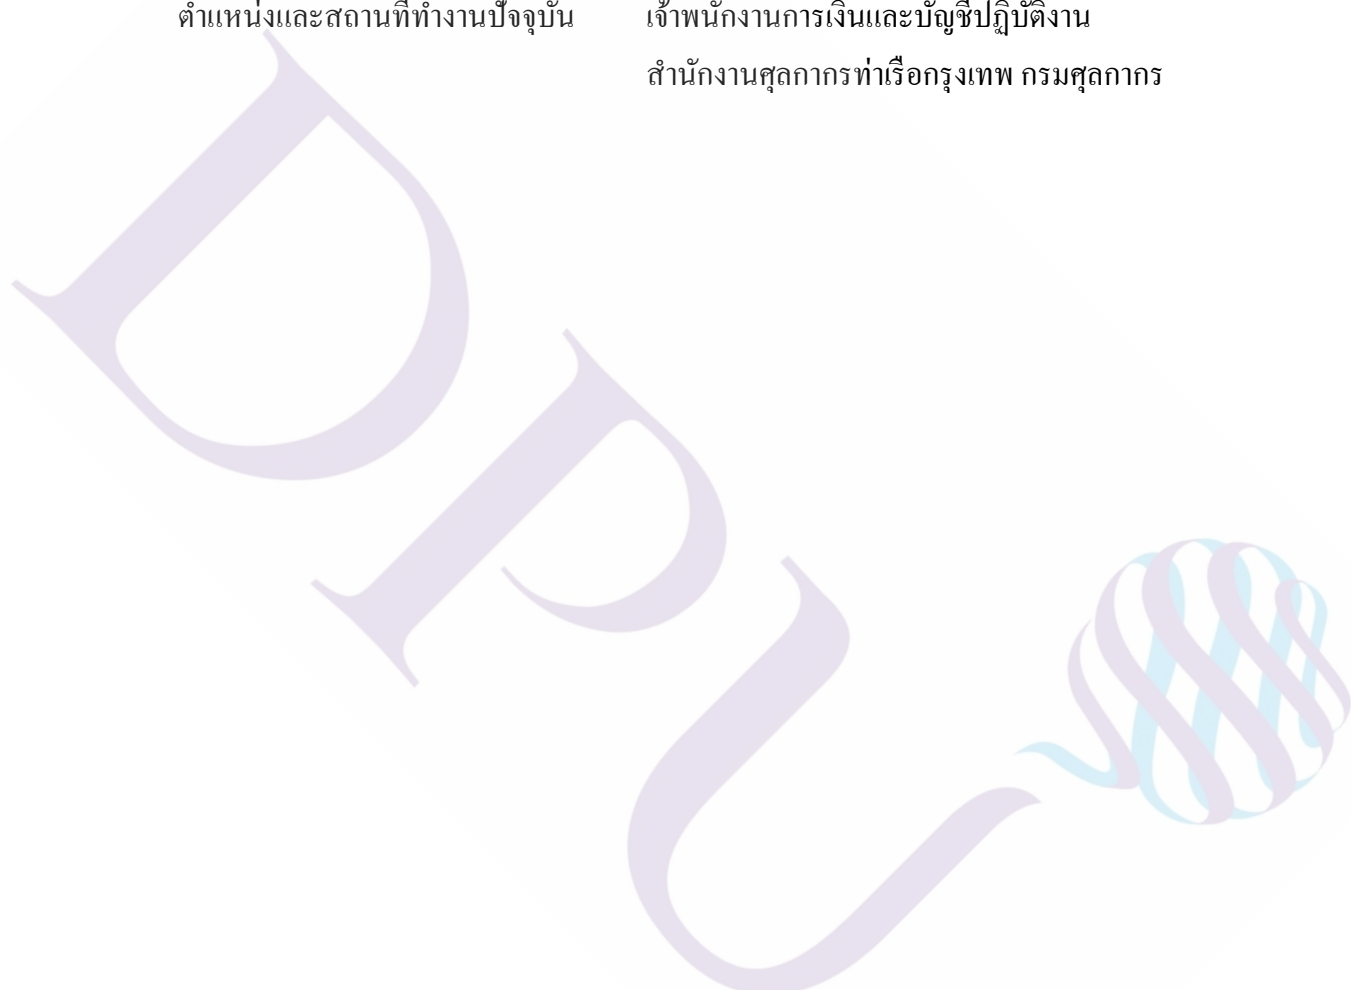 ตำแหน่งและสถานที่ทำงานปัจจุบัน เจ้าพนักงานการเงินและบัญชีปฏิบัติงาน
สำนักงานศุลกากรท่าเรือกรุงเทพ กรมศุลกากร
DPU